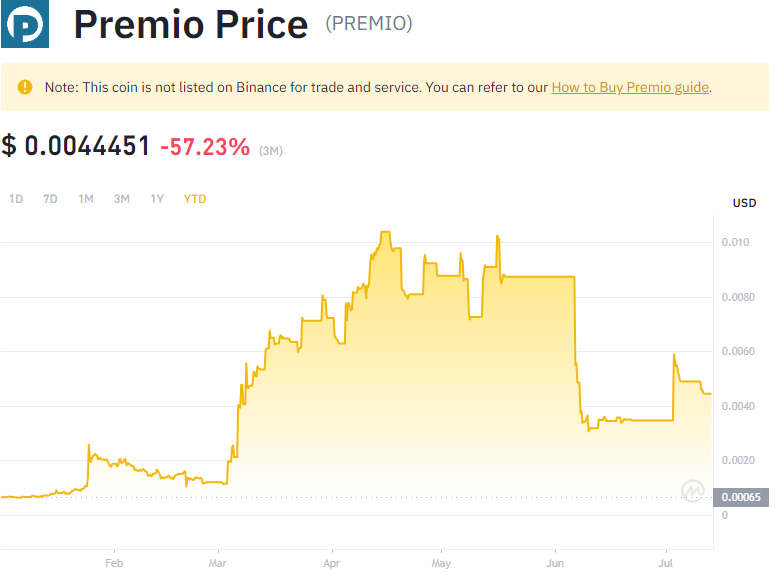 Premio Price (PREMIO)
Note: This coin is not listed on Binance for trade and service. You can refer to our How to Buy Premio guide.
$ 0.0044451 -57.23% (3M)
1D 7D 1M 3M 1Y YTD
USD
0.010
0.0080
0.0060
0.0040
0.0020
0.00065
0
Feb Mar Apr May Jun Jul